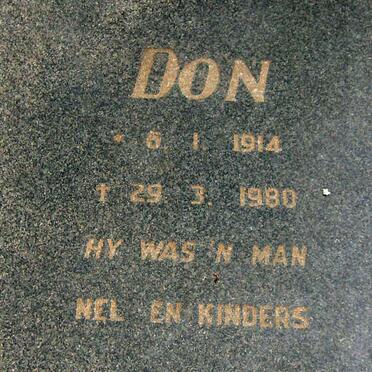 DON
* 6. 1. 1914
† 29. 3. 1980
HY WAS 'N MAN
NEL EN KINDERS